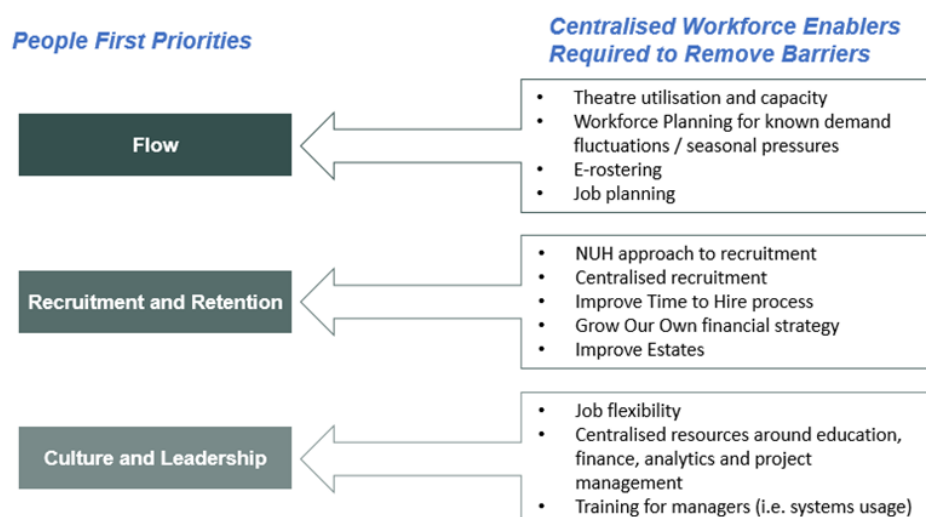 People First Priorities
Centralised Workforce Enablers
Required to Remove Barriers
Flow
• Theatre utilisation and capacity
• Workforce Planning for known demand
fluctuations / seasonal pressures
• E-rostering
• Job planning
Recruitment and Retention
• NUH approach to recruitment
• Centralised recruitment
• Improve Time to Hire process
• Grow Our Own financial strategy
• Improve Estates
Culture and Leadership
• Job flexibility
• Centralised resources around education,
finance, analytics and project
management
• Training for managers (i.e. systems usage)